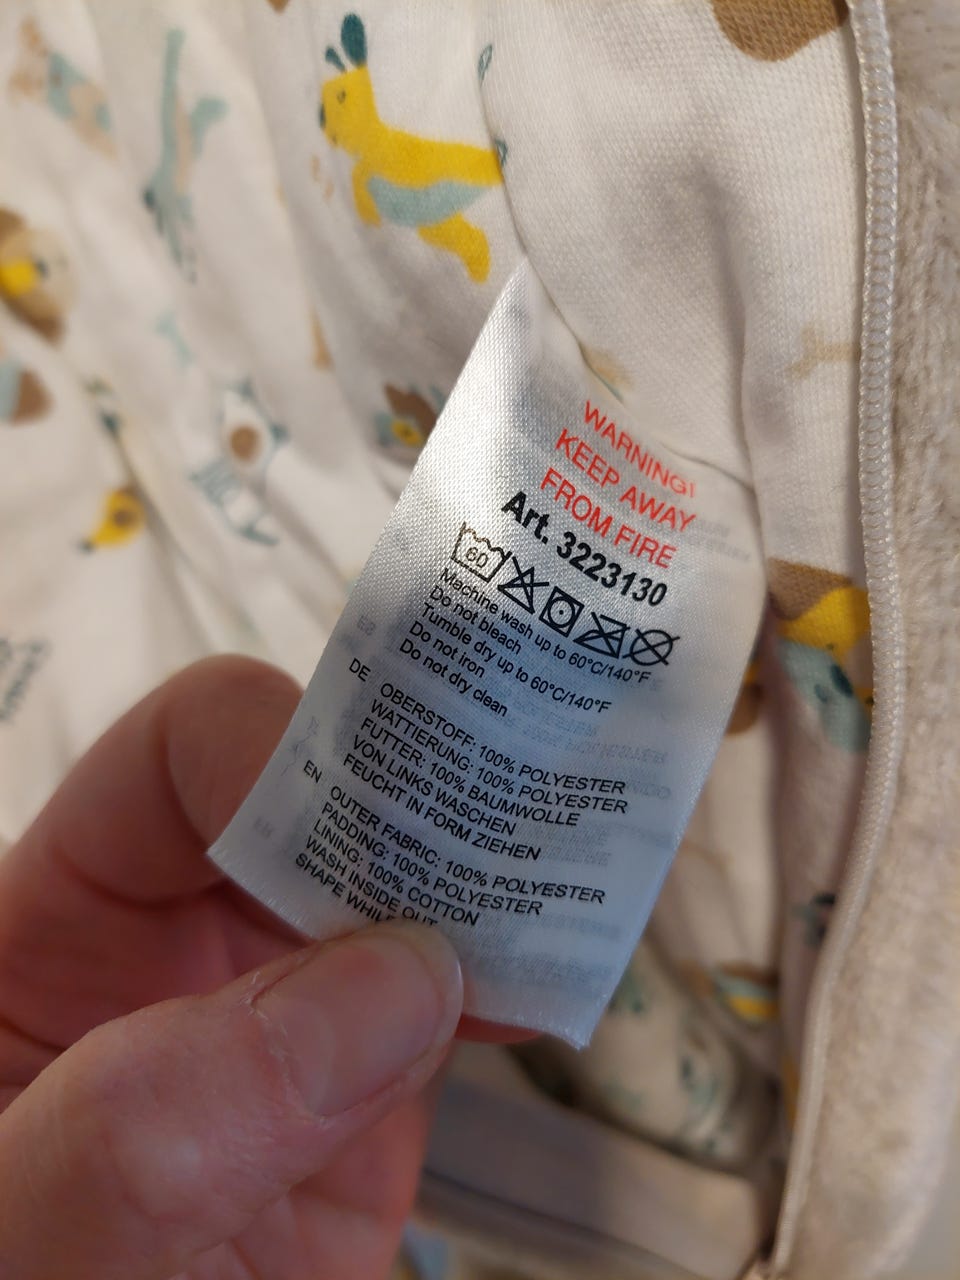 WARNING!
KEEP AWAY
FROM FIRE
Art. 3223130
60
Machine wash up to 60°C/140°F
Do not bleach
Tumble dry up to 60°C/140°F
Do not iron
Do not dry clean
DE OBERSTOFF: 100% POLYESTER
WATTIERUNG: 100% POLYESTER
FUTTER: 100% BAUMWOLLE
VON LINKS WASCHEN
FEUCHT IN FORM ZIEHEN
EN OUTER FABRIC: 100% POLYESTER
PADDING: 100% POLYESTER
LINING: 100% COTTON
WASH INSIDE OUT
SHAPE